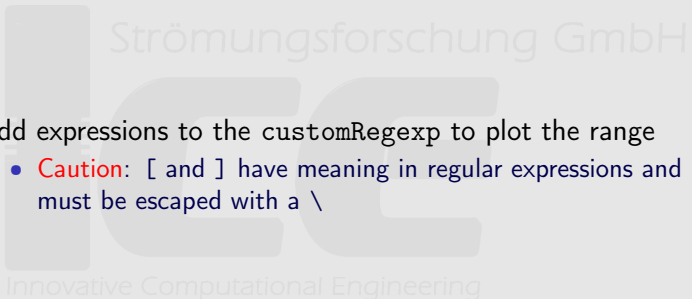 Strömungsforschung GmbH
dd expressions to the customRegexp to plot the range
• Caution: [ and ] have meaning in regular expressions and
must be escaped with a \
Innovative Computational Engineering